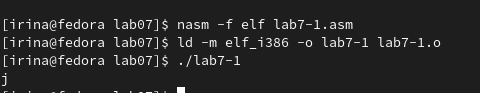 [irina@fedora lab07]$ nasm -f elf lab7-1.asm
[irina@fedora lab07]$ ld -m elf_i386 -o lab7-1 lab7-1.o
[irina@fedora lab07]$ ./lab7-1
j